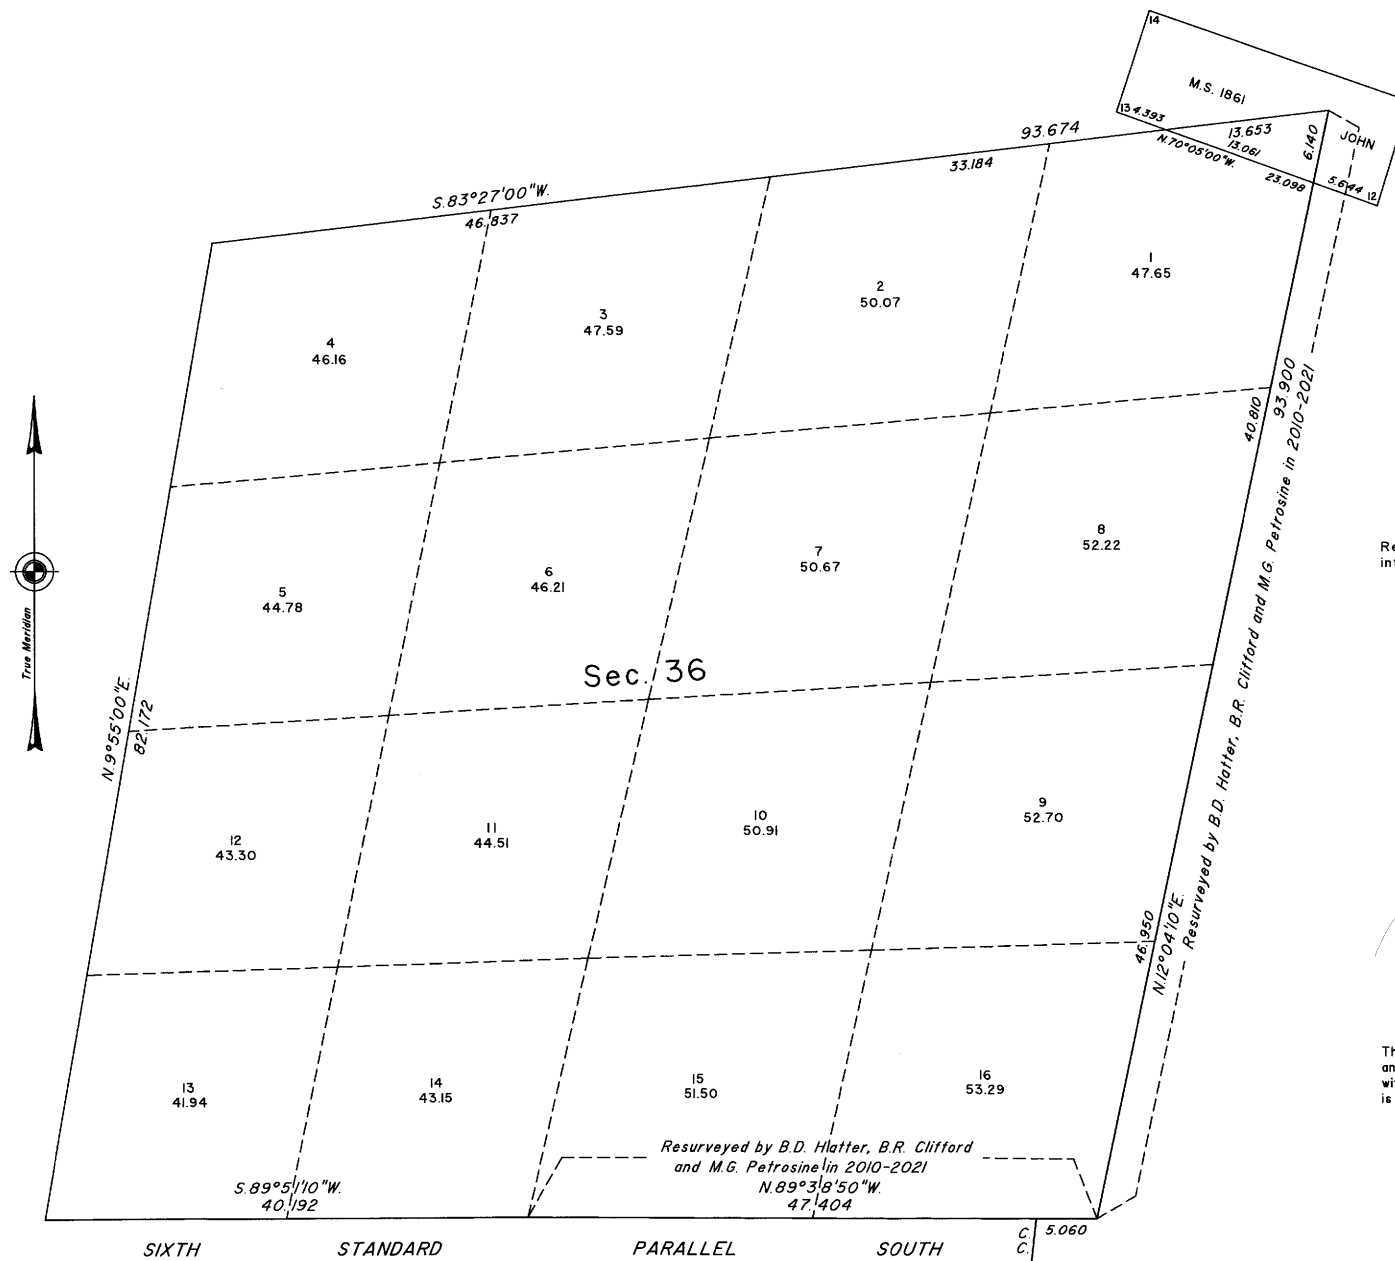 14
M.S. 1861
13
4.393
13.653
13.061
N.70°05'00"W.
23.098
6.140
JOHN
5.644
12
93.674
33.184
S.83°27'00"W.
46.837
1
47.65
2
50.07
3
47.59
4
46.16
40.810
93.900
8
52.22
7
50.67
6
46.21
5
44.78
Re
int
True Meridian
Sec. 36
N.9°55'00"E.
82.172
9
52.70
10
50.91
11
44.51
12
43.30
46.950
N.12°04'10"E.
Resurveyed by B.D. Hatter, B.R. Clifford and M.G. Petrosine in 2010-2021
13
41.94
14
43.15
15
51.50
16
53.29
Th
an
wi
is
Resurveyed by B.D. Hatter, B.R. Clifford
and M.G. Petrosine in 2010-2021
S.89°51'10"W.
40.192
N.89°38'50"W.
47.404
C.
C.
5.060
SIXTH STANDARD PARALLEL SOUTH